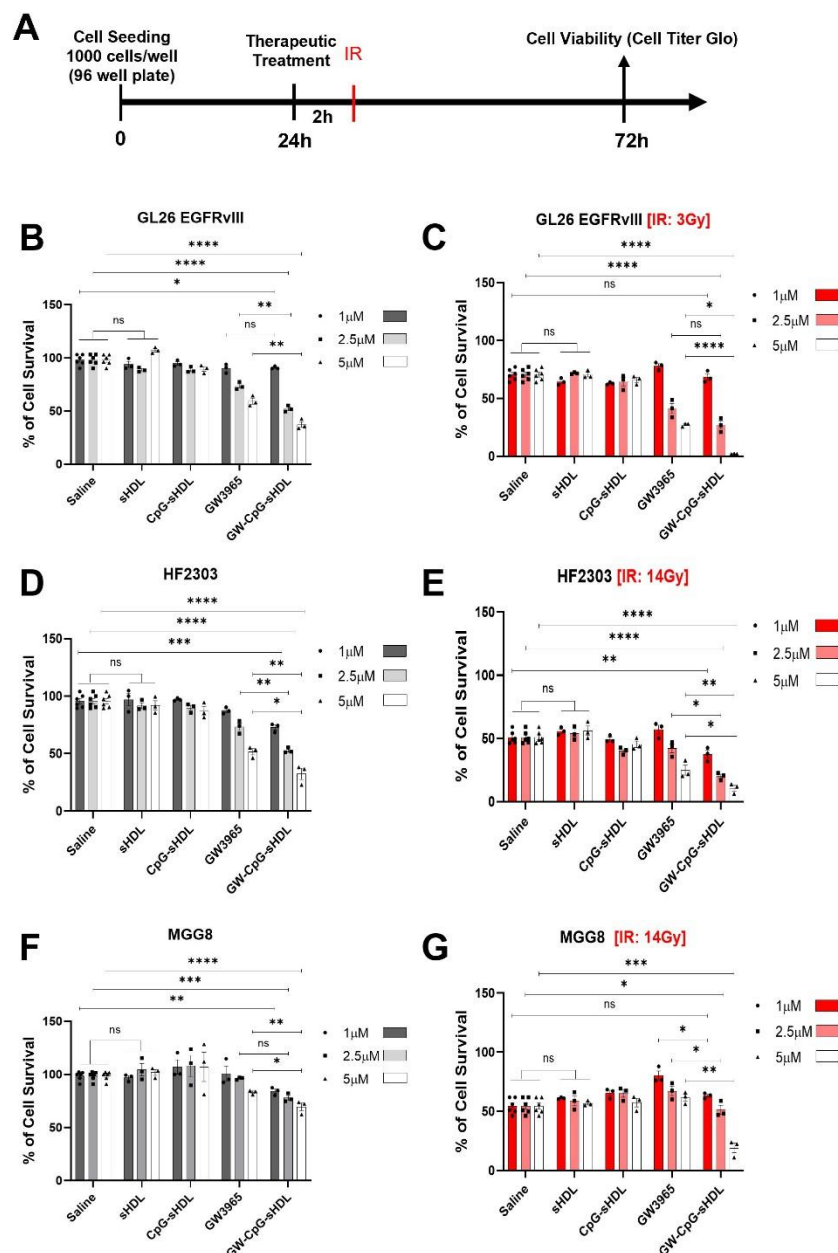 A
Cell Seeding
1000 cells/well
(96 well plate)
Therapeutic
Treatment
IR
Cell Viability (Cell Titer Glo)
2h
0
24h
72h
B
GL26 EGFRvIII
****
****
*
**
ns
**
ns
1μM
2.5μM
5μM
% of Cell Survival
150
100
50
0
Saline
sHDL
CpG-sHDL
GW3965
GW-CpG-sHDL
C
GL26 EGFRvIII [IR: 3Gy]
****
****
ns
*
ns
****
ns
1μM
2.5μM
5μM
% of Cell Survival
150
100
50
0
Saline
sHDL
CpG-sHDL
GW3965
GW-CpG-sHDL
D
HF2303
****
****
***
**
**
*
ns
1μM
2.5μM
5μM
% of Cell Survival
150
100
50
0
Saline
sHDL
CpG-sHDL
GW3965
GW-CpG-sHDL
E
HF2303 [IR: 14Gy]
****
****
**
**
*
*
ns
1μM
2.5μM
5μM
% of Cell Survival
150
100
50
0
Saline
sHDL
CpG-sHDL
GW3965
GW-CpG-sHDL
F
MGG8
****
***
**
**
ns
*
ns
1μM
2.5μM
5μM
% of Cell Survival
150
100
50
0
Saline
sHDL
CpG-sHDL
GW3965
GW-CpG-sHDL
G
MGG8 [IR: 14Gy]
***
*
ns
*
*
**
ns
1μM
2.5μM
5μM
% of Cell Survival
150
100
50
0
Saline
sHDL
CpG-sHDL
GW3965
GW-CpG-sHDL